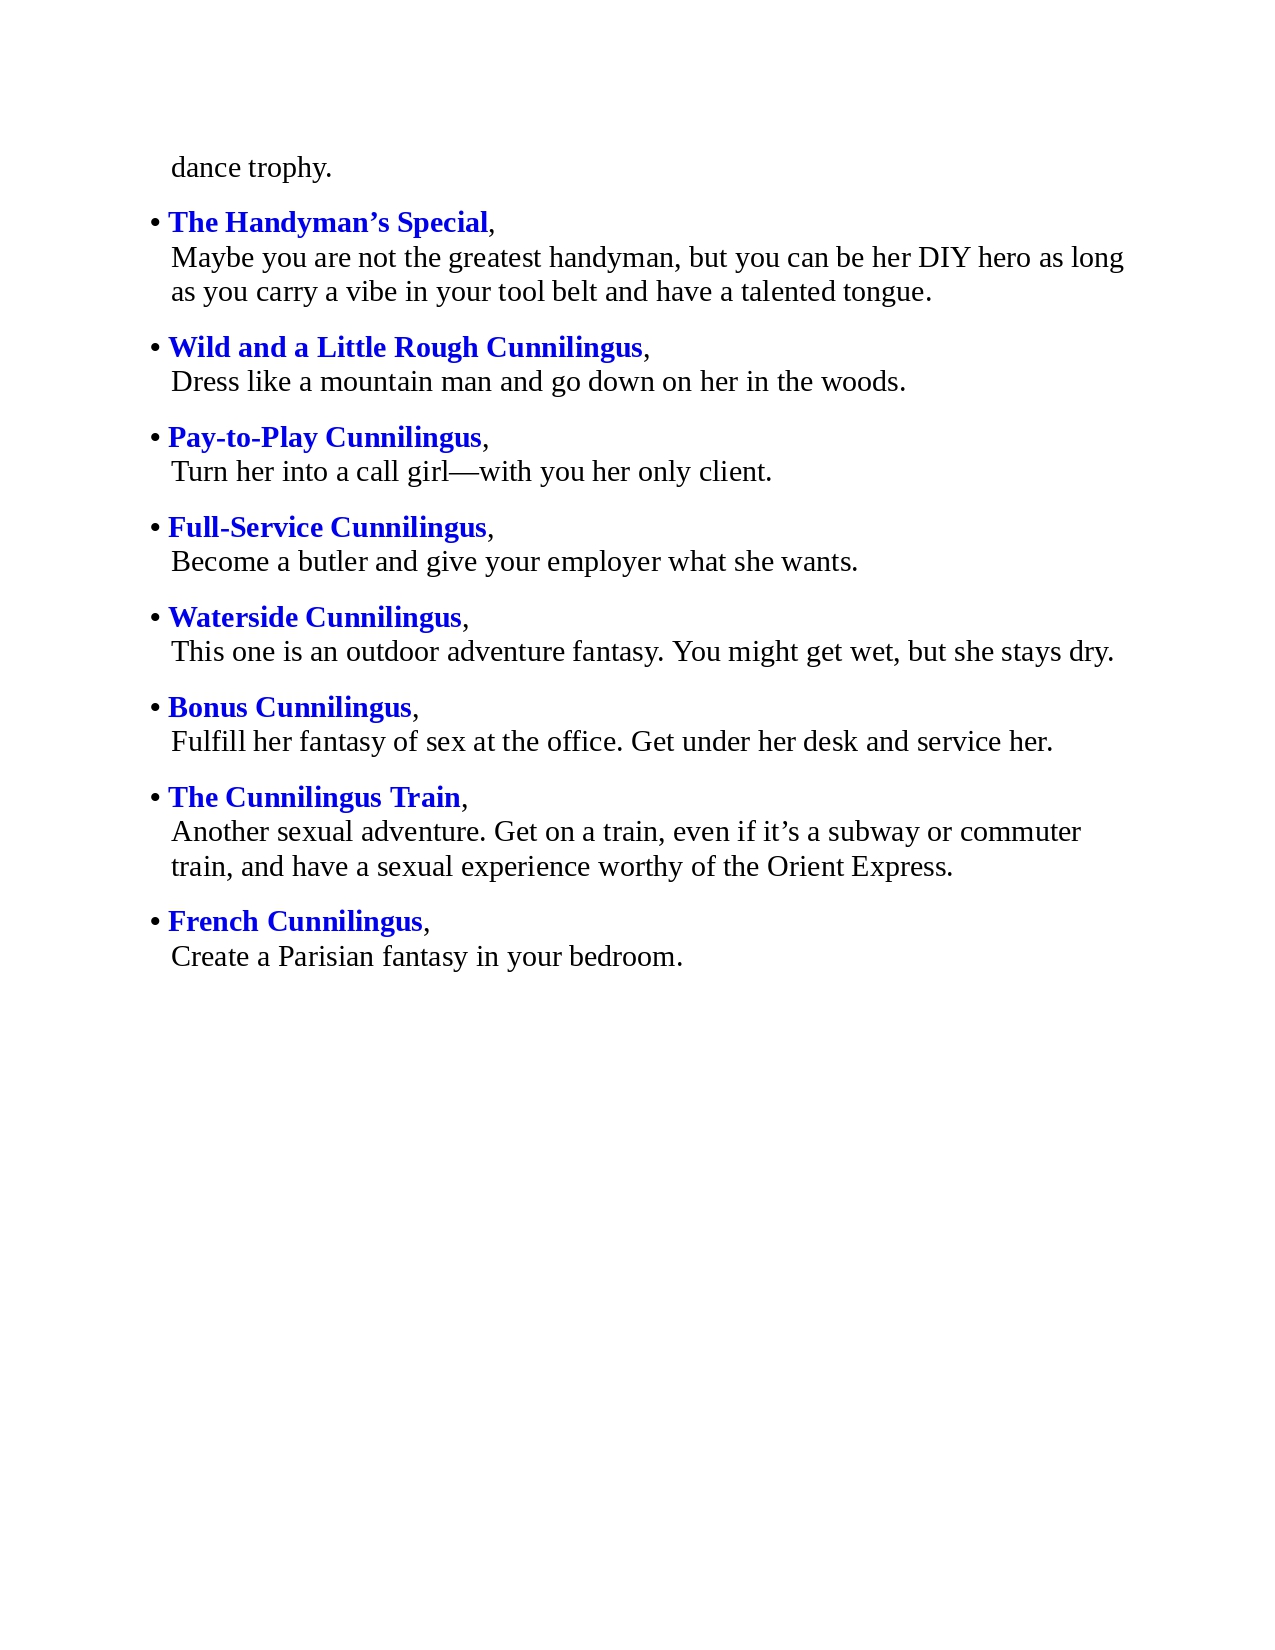 dance trophy.
• The Handyman’s Special,
Maybe you are not the greatest handyman, but you can be her DIY hero as long
as you carry a vibe in your tool belt and have a talented tongue.
• Wild and a Little Rough Cunnilingus,
Dress like a mountain man and go down on her in the woods.
• Pay-to-Play Cunnilingus,
Turn her into a call girl—with you her only client.
• Full-Service Cunnilingus,
Become a butler and give your employer what she wants.
• Waterside Cunnilingus,
This one is an outdoor adventure fantasy. You might get wet, but she stays dry.
• Bonus Cunnilingus,
Fulfill her fantasy of sex at the office. Get under her desk and service her.
• The Cunnilingus Train,
Another sexual adventure. Get on a train, even if it’s a subway or commuter
train, and have a sexual experience worthy of the Orient Express.
• French Cunnilingus,
Create a Parisian fantasy in your bedroom.